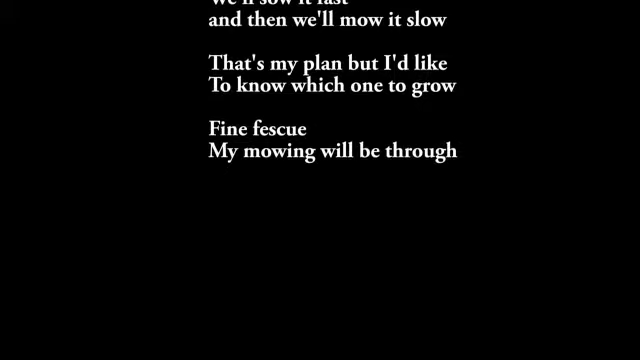 We'll sow it fast
and then we'll mow it slow
That's my plan but I'd like
To know which one to grow
Fine fescue
My mowing will be through